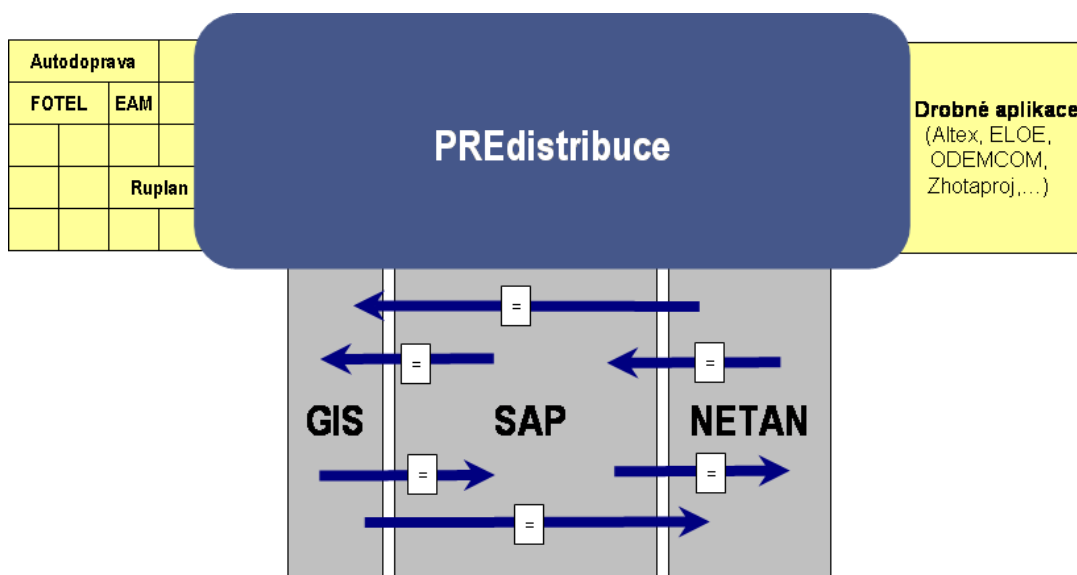 Autodoprava
FOTEL EAM
Ruplan
PREdistribuce
Drobné aplikace
(Altex, ELOE,
ODEMCOM,
Zhotaproj,...)
=
= =
GIS SAP NETAN
= =
=